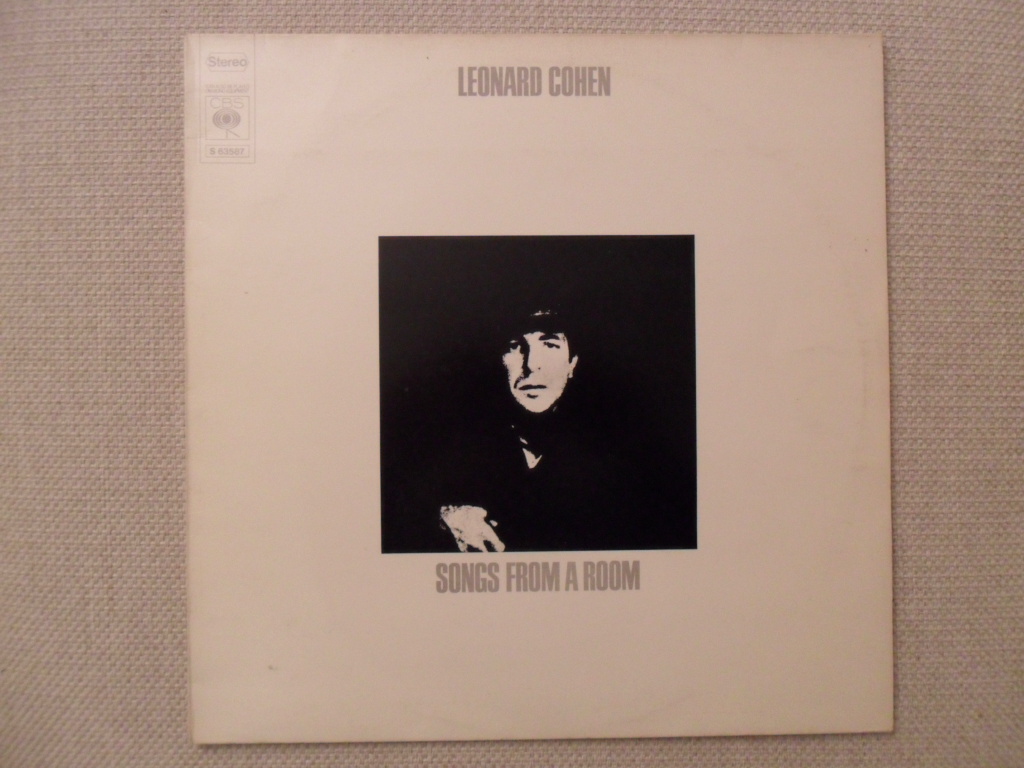 Stereo
LEONARD COHEN
CBS
S 63587
SONGS FROM A ROOM